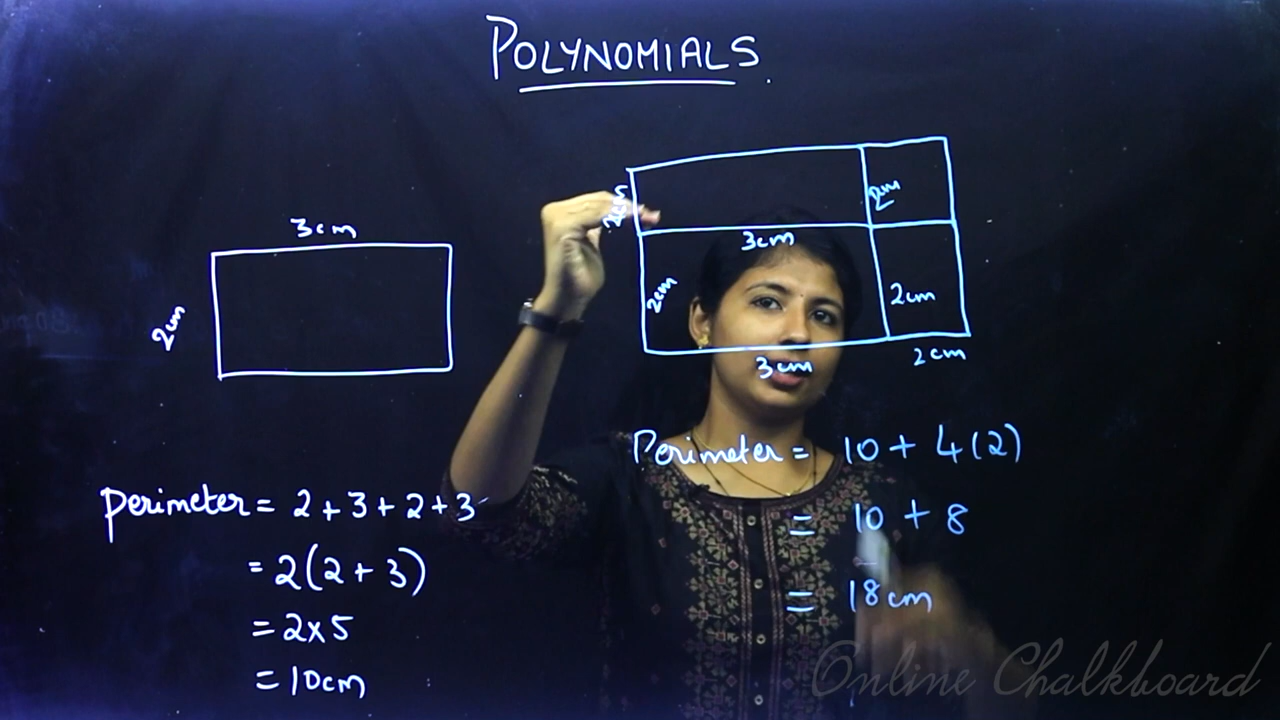 POLYNOMIALS
3cm
2cm
2cm
2cm
3cm
2cm
2cm
3cm
2cm
Perimeter = 2+3+2+3
= 2(2+3)
= 2x5
= 10cm
Perimeter = 10 + 4(2)
= 10 + 8
= 18cm
Online Chalkboard